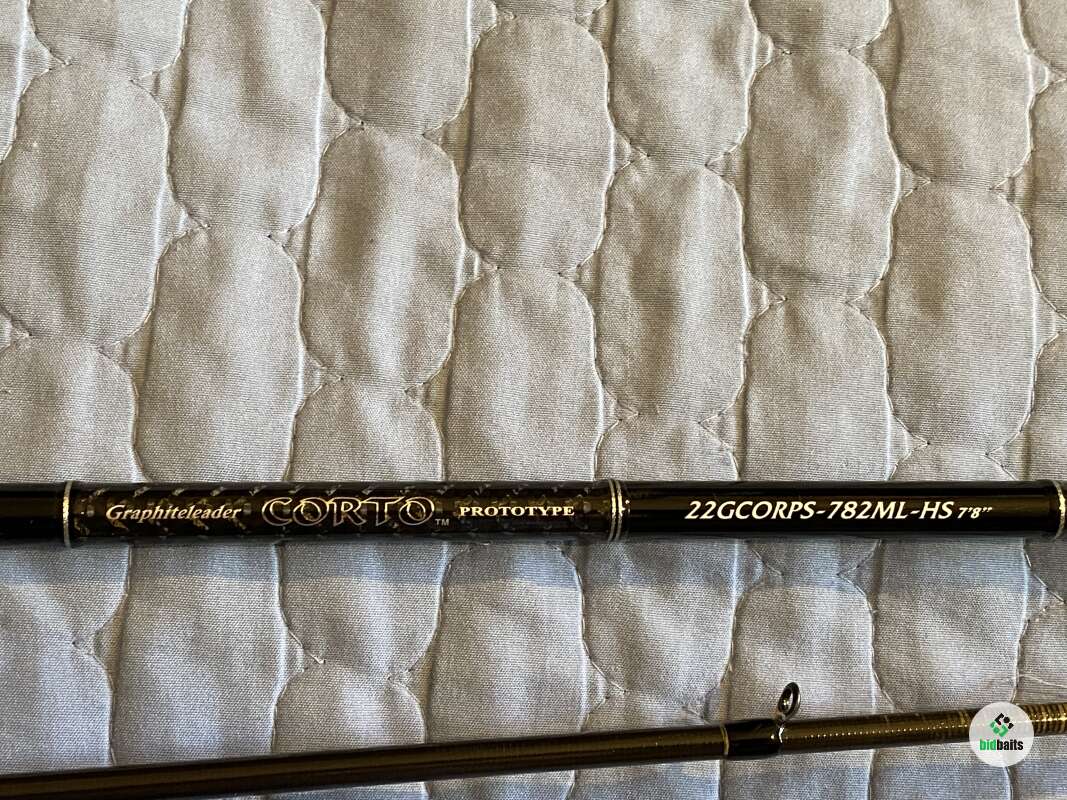 Graphiteleader CORTO™ PROTOTYPE 22GCORPS-782ML-HS 7'8"
bidbaits